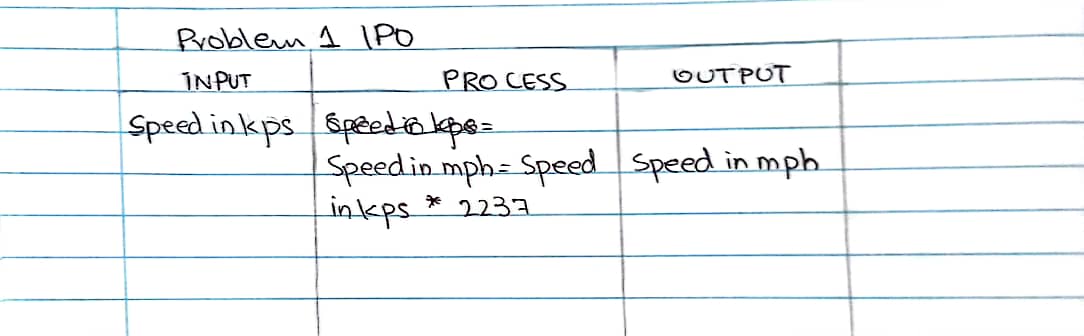 Problem 1 IPO
INPUT PROCESS OUTPUT
Speed in kps Speed in kps =
Speed in mph = Speed Speed in mph
in kps * 2237